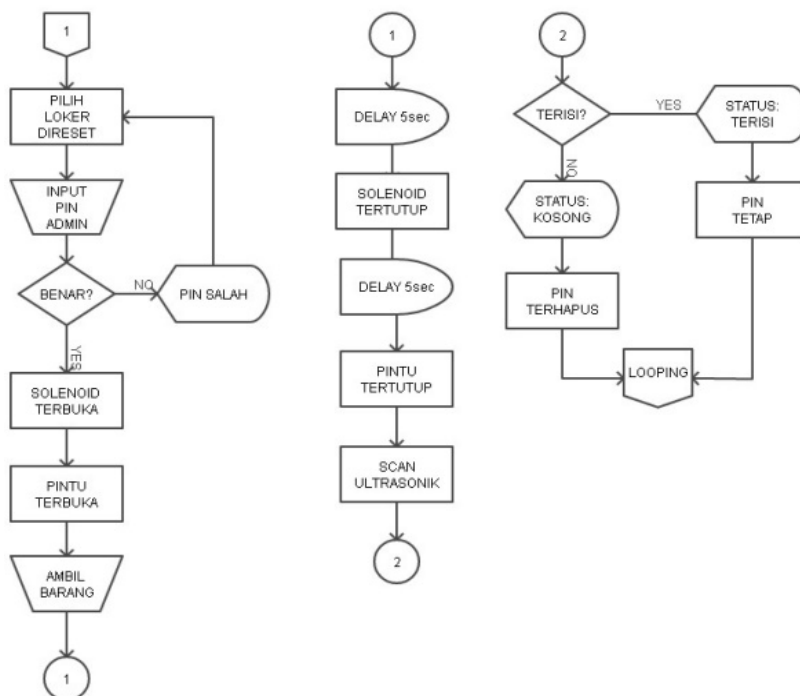 1
PILIH
LOKER
DIRESET
INPUT
PIN
ADMIN
BENAR?
NO
PIN SALAH
YES
SOLENOID
TERBUKA
PINTU
TERBUKA
AMBIL
BARANG
1
1
DELAY 5sec
SOLENOID
TERTUTUP
DELAY 5sec
PINTU
TERTUTUP
SCAN
ULTRASONIK
2
2
TERISI?
YES
STATUS:
TERISI
NO
STATUS:
KOSONG
PIN
TETAP
PIN
TERHAPUS
LOOPING